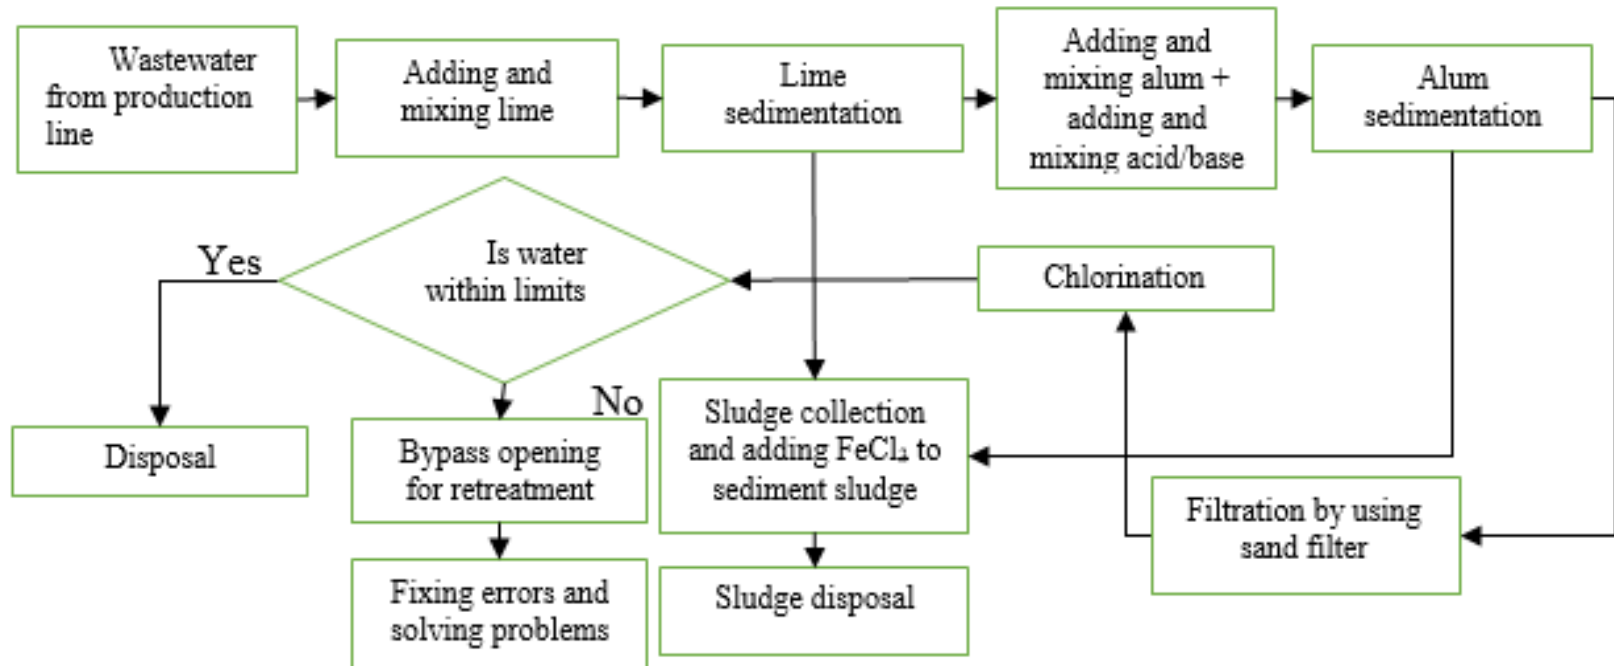 Wastewater
from production
line
Adding and
mixing lime
Lime
sedimentation
Adding and
mixing alum +
adding and
mixing acid/base
Alum
sedimentation
Yes
Is water
within limits
Chlorination
No
Disposal
Bypass opening
for retreatment
Sludge collection
and adding to
sediment sludge
Filtration by using
sand filter
Fixing errors and
solving problems
Sludge disposal